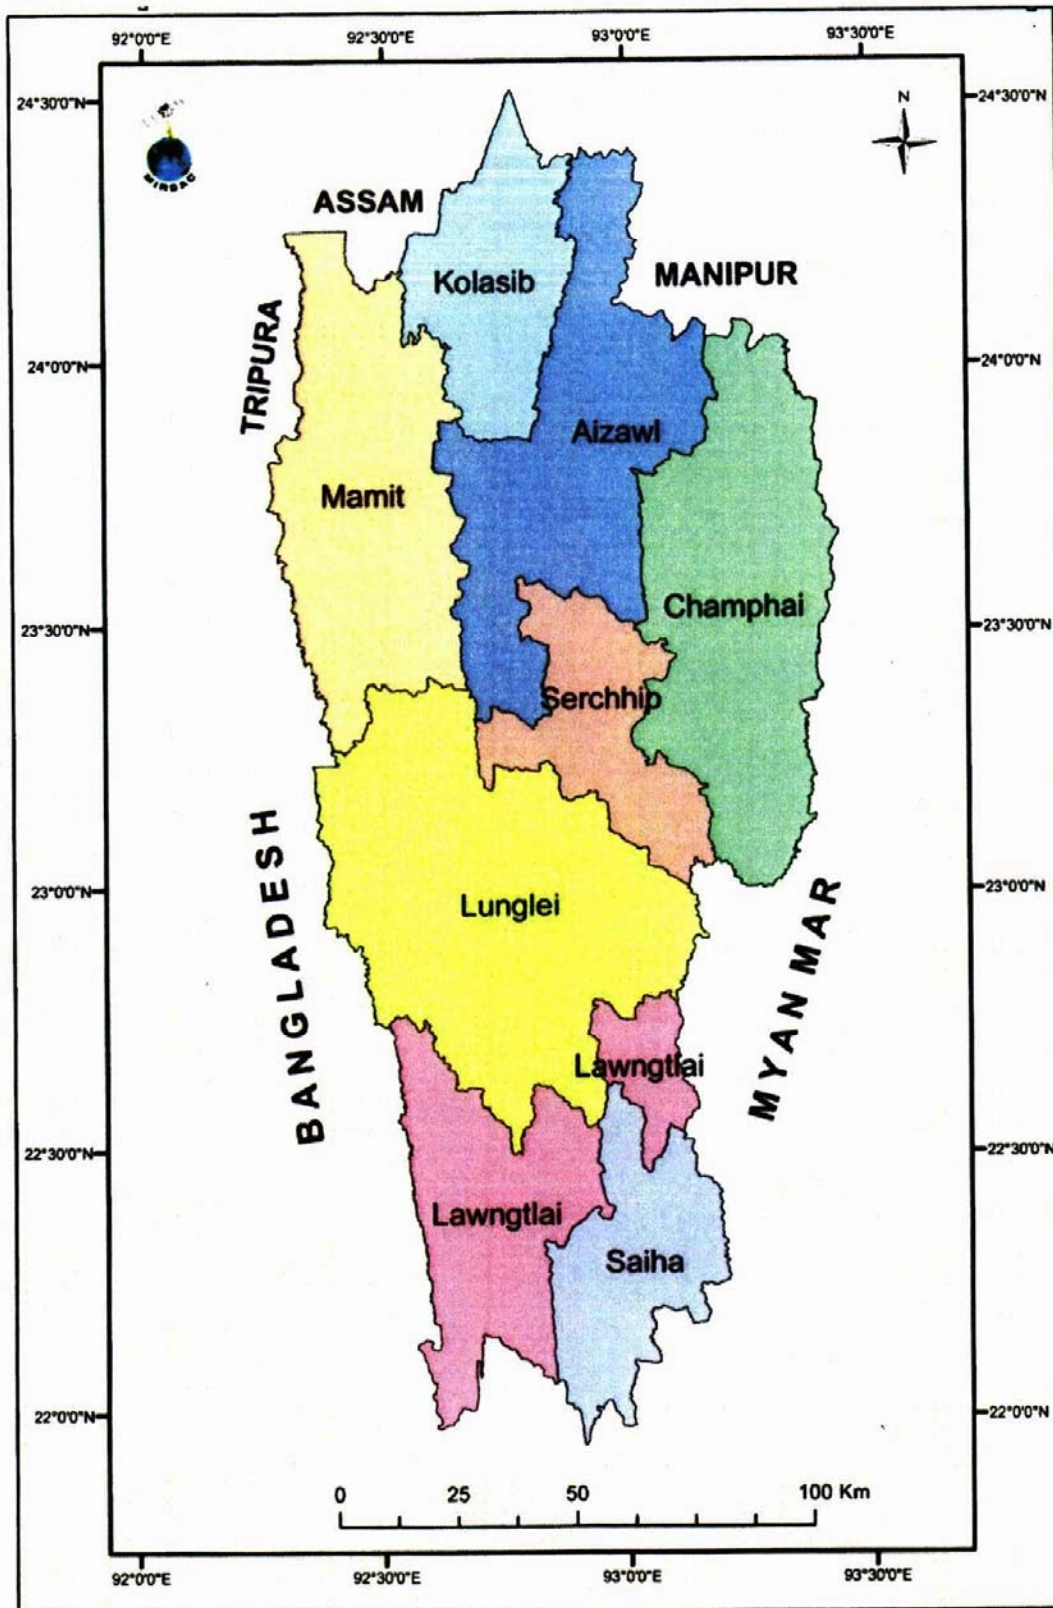 92°0'0"E 92°30'0"E 93°0'0"E 93°30'0"E
24°30'0"N 24°30'0"N
N
MIRSAC
ASSAM
Kolasib
MANIPUR
TRIPURA
24°0'0"N 24°0'0"N
Aizawl
Mamit
Champhai
23°30'0"N 23°30'0"N
Serchhip
BANGLADESH
23°0'0"N 23°0'0"N
Lunglei
MYAN MAR
Lawngtlai
22°30'0"N 22°30'0"N
Lawngtlai
Saiha
22°0'0"N 22°0'0"N
0 25 50 100 Km
92°0'0"E 92°30'0"E 93°0'0"E 93°30'0"E